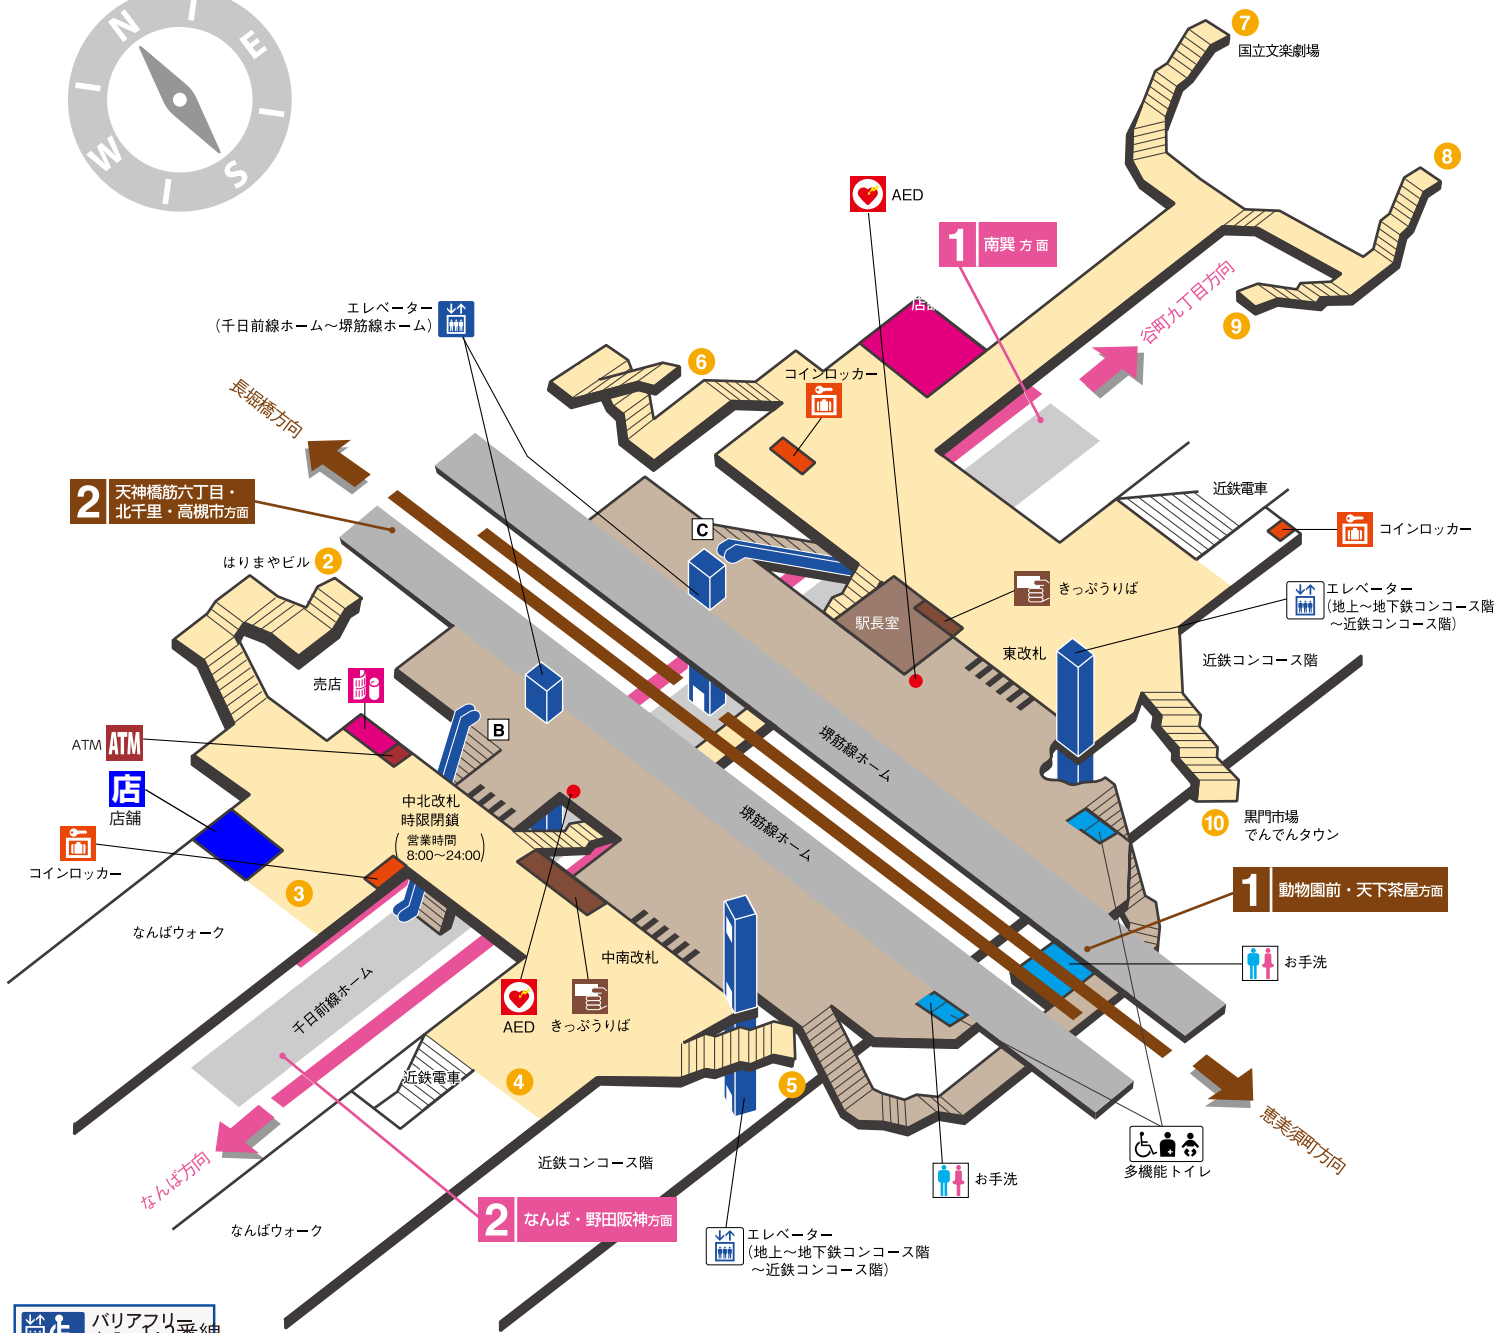 N
I
E
I
S
I
W
I
7
国立文楽劇場
8
AED
1 南巽 方面
谷町九丁目方向
9
エレベーター
(千日前線ホーム～堺筋線ホーム)
6
コインロッカー
長堀橋方向
2 天神橋筋六丁目・
北千里・高槻市方面
近鉄電車
コインロッカー
C
はりまやビル 2
きっぷうりば
エレベーター
(地上～地下鉄コンコース階
～近鉄コンコース階)
駅長室
東改札
近鉄コンコース階
売店
B
ATM ATM
堺筋線ホーム
店
店舗
中北改札
時限閉鎖
(営業時間
8:00～24:00)
堺筋線ホーム
10 黒門市場
でんでんタウン
コインロッカー
3
1 動物園前・天下茶屋方面
なんばウォーク
中南改札
お手洗
千日前線ホーム
AED
きっぷうりば
近鉄電車
4
5
恵美須町方向
なんば方向
近鉄コンコース階
多機能トイレ
お手洗
2 なんば・野田阪神方面
なんばウォーク
エレベーター
(地上～地下鉄コンコース階
～近鉄コンコース階)
バリアフリー